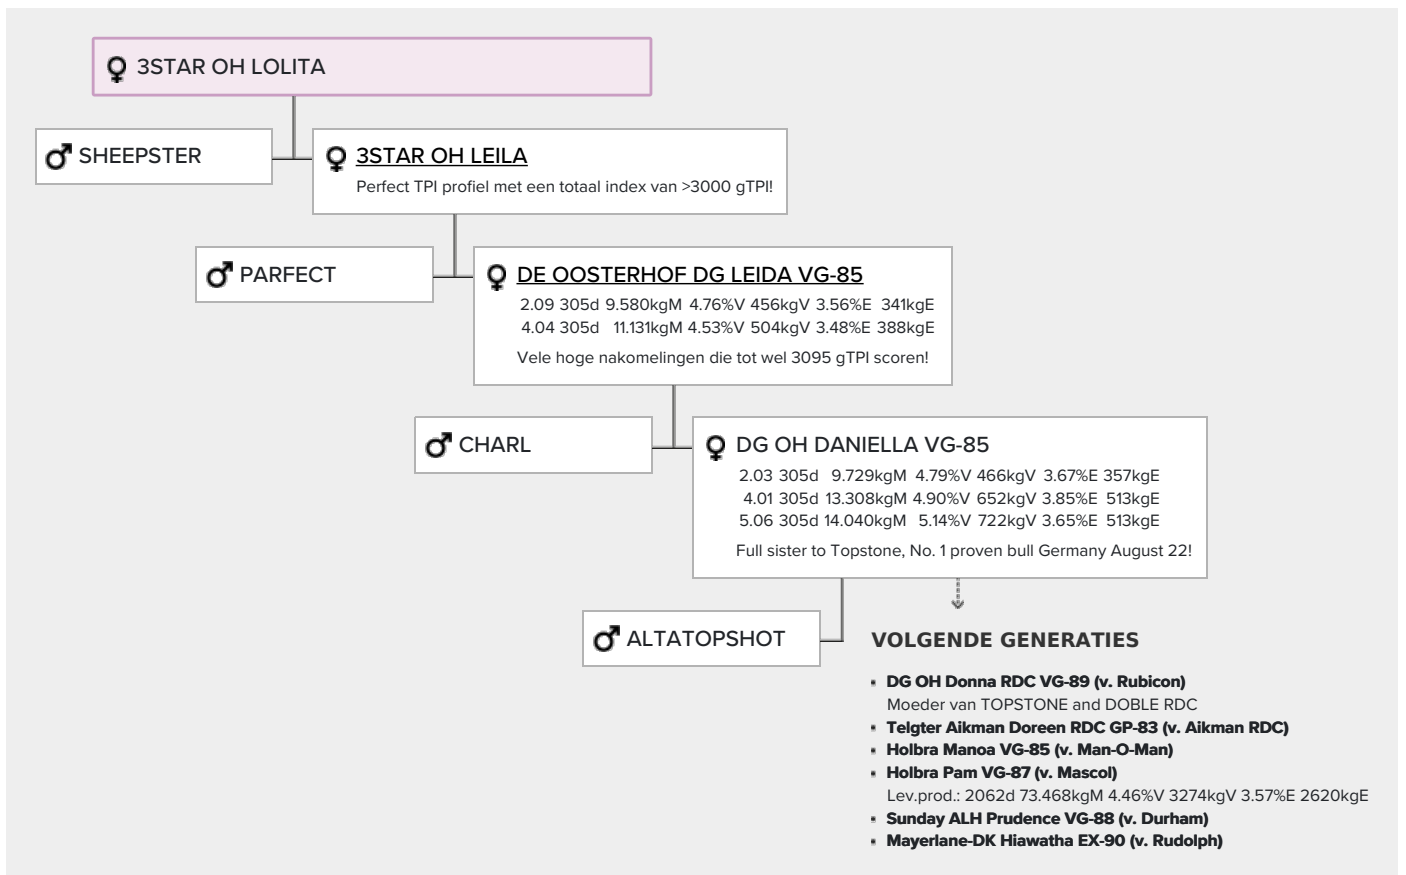 3STAR OH LOLITA
SHEEPSTER
3STAR OH LEILA
Perfect TPI profiel met een totaal index van >3000 gTPI!
PARFECT
DE OOSTERHOF DG LEIDA VG-85
2.09 305d 9.580kgM 4.76%V 456kgV 3.56%E 341kgE
4.04 305d 11.131kgM 4.53%V 504kgV 3.48%E 388kgE
Vele hoge nakomelingen die tot wel 3095 gTPI scoren!
CHARL
DG OH DANIELLA VG-85
2.03 305d 9.729kgM 4.79%V 466kgV 3.67%E 357kgE
4.01 305d 13.308kgM 4.90%V 652kgV 3.85%E 513kgE
5.06 305d 14.040kgM 5.14%V 722kgV 3.65%E 513kgE
Full sister to Topstone, No. 1 proven bull Germany August 22!
ALTATOPSHOT
VOLGENDE GENERATIES
DG OH Donna RDC VG-89 (v. Rubicon)
Moeder van TOPSTONE and DOBLE RDC
Telgter Aikman Doreen RDC GP-83 (v. Aikman RDC)
Holbra Manoa VG-85 (v. Man-O-Man)
Holbra Pam VG-87 (v. Mascol)
Lev.prod.: 2062d 73.468kgM 4.46%V 3274kgV 3.57%E 2620kgE
Sunday ALH Prudence VG-88 (v. Durham)
Mayerlane-DK Hiawatha EX-90 (v. Rudolph)